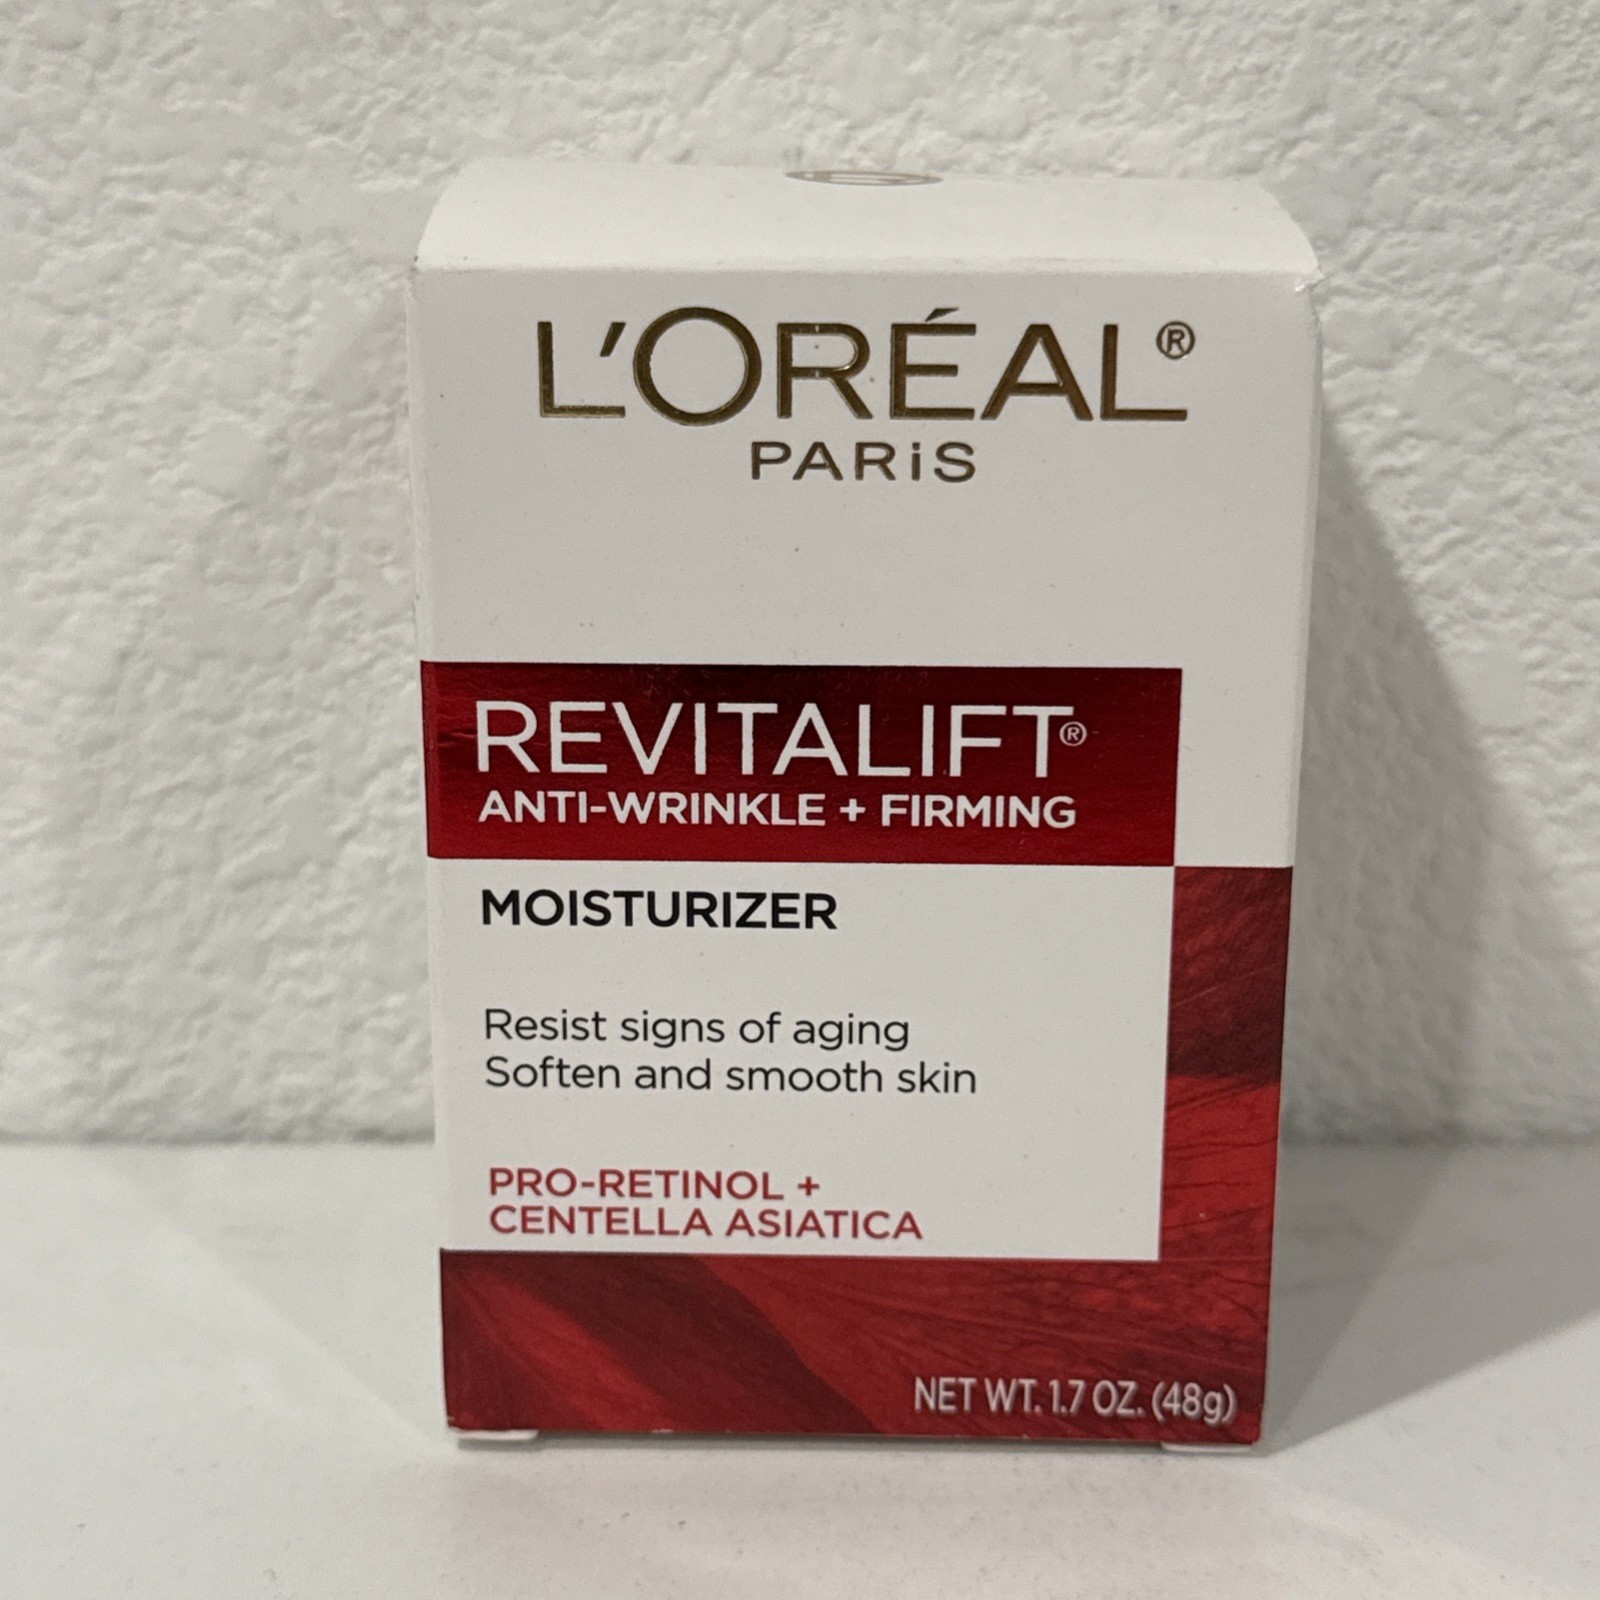 L'ORÉAL®
PARiS
REVITALIFT®
ANTI-WRINKLE + FIRMING
MOISTURIZER
Resist signs of aging
Soften and smooth skin
PRO-RETINOL +
CENTELLA ASIATICA
NET WT. 1.7 OZ. (48g)